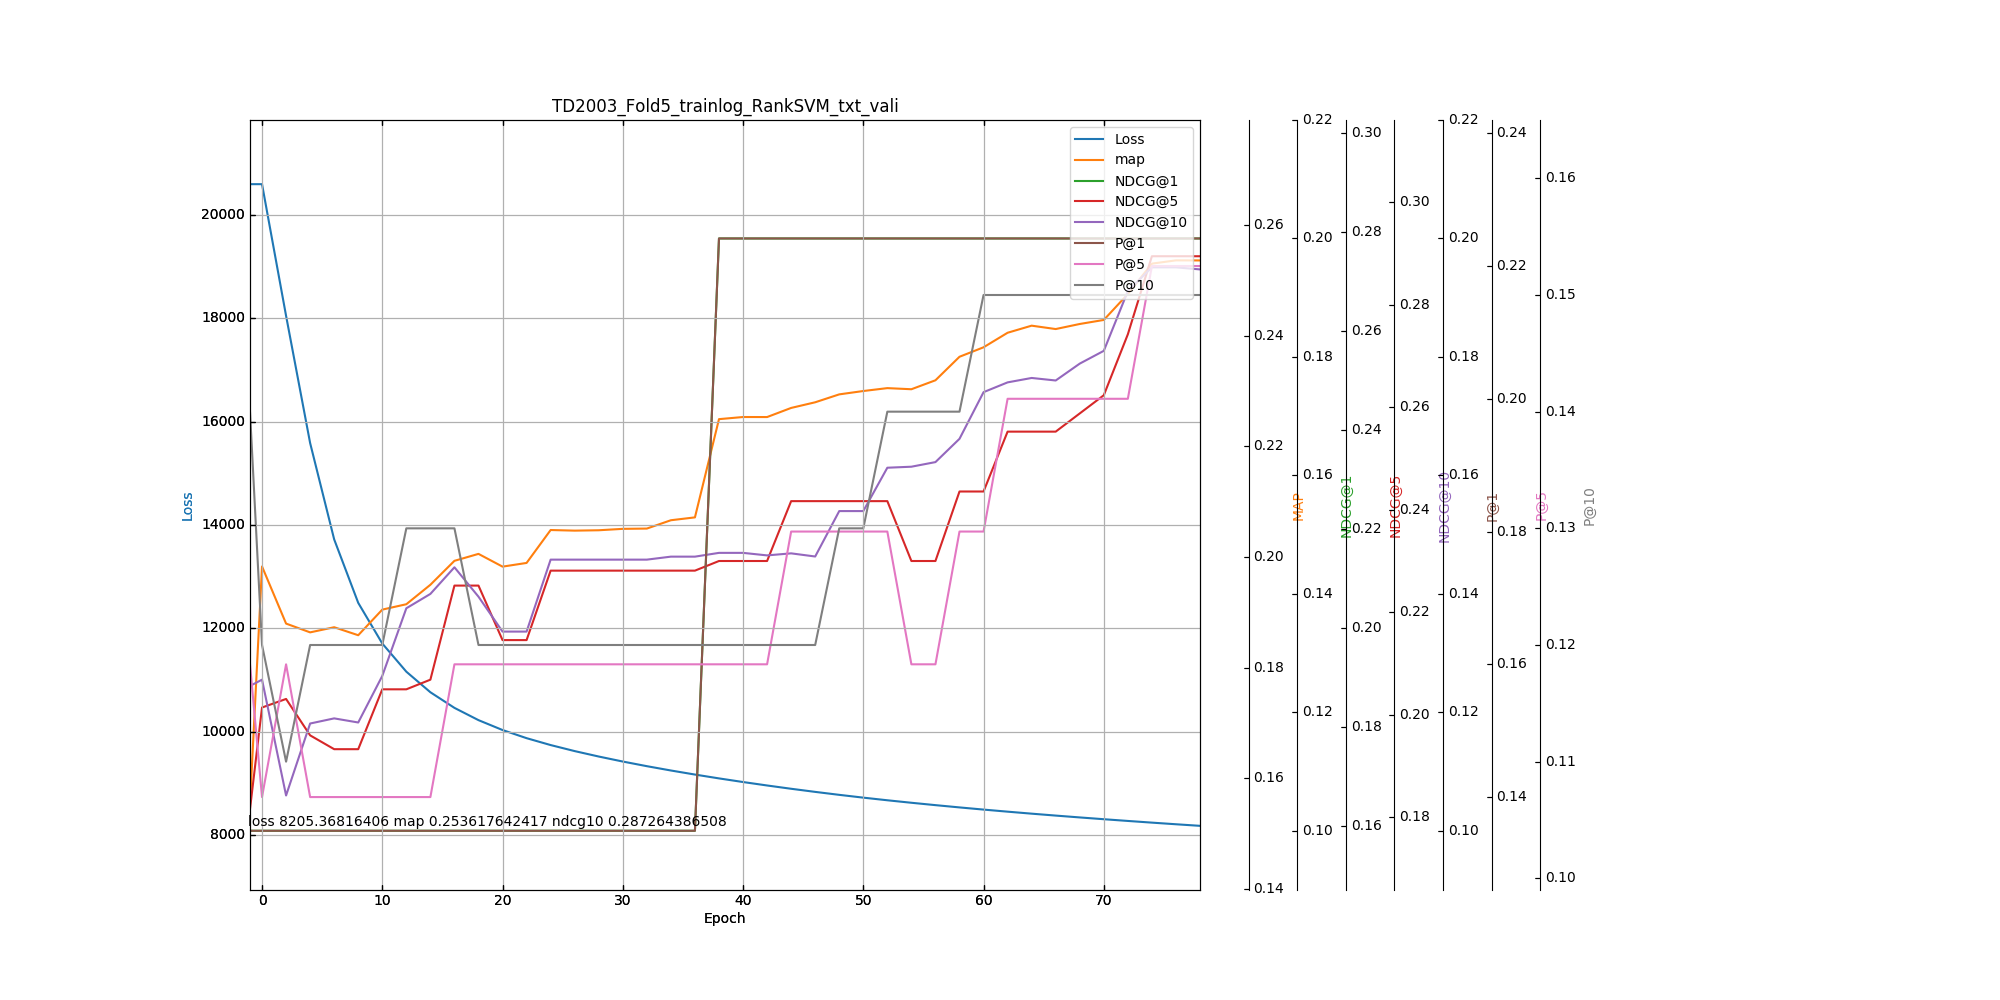 TD2003_Fold5_trainlog_RankSVM_txt_vali
Loss
map
NDCG@1
NDCG@5
NDCG@10
P@1
P@5
P@10
20000
18000
16000
14000
12000
10000
8000
Loss
loss 8205.36816406 map 0.253617642417 ndcg10 0.287264386508
0 10 20 30 40 50 60 70
Epoch
0.26
0.24
0.22
0.20
0.18
0.16
0.14
MAP
0.22
0.20
0.18
0.16
0.14
0.12
0.10
NDCG@1
0.30
0.28
0.26
0.24
0.22
0.20
0.18
0.16
NDCG@5
0.30
0.28
0.26
0.24
0.22
0.20
0.18
NDCG@10
0.22
0.20
0.18
0.16
0.14
0.12
0.10
P@1
0.24
0.22
0.20
0.18
0.16
0.14
P@5
0.16
0.15
0.14
0.13
0.12
0.11
0.10
P@10